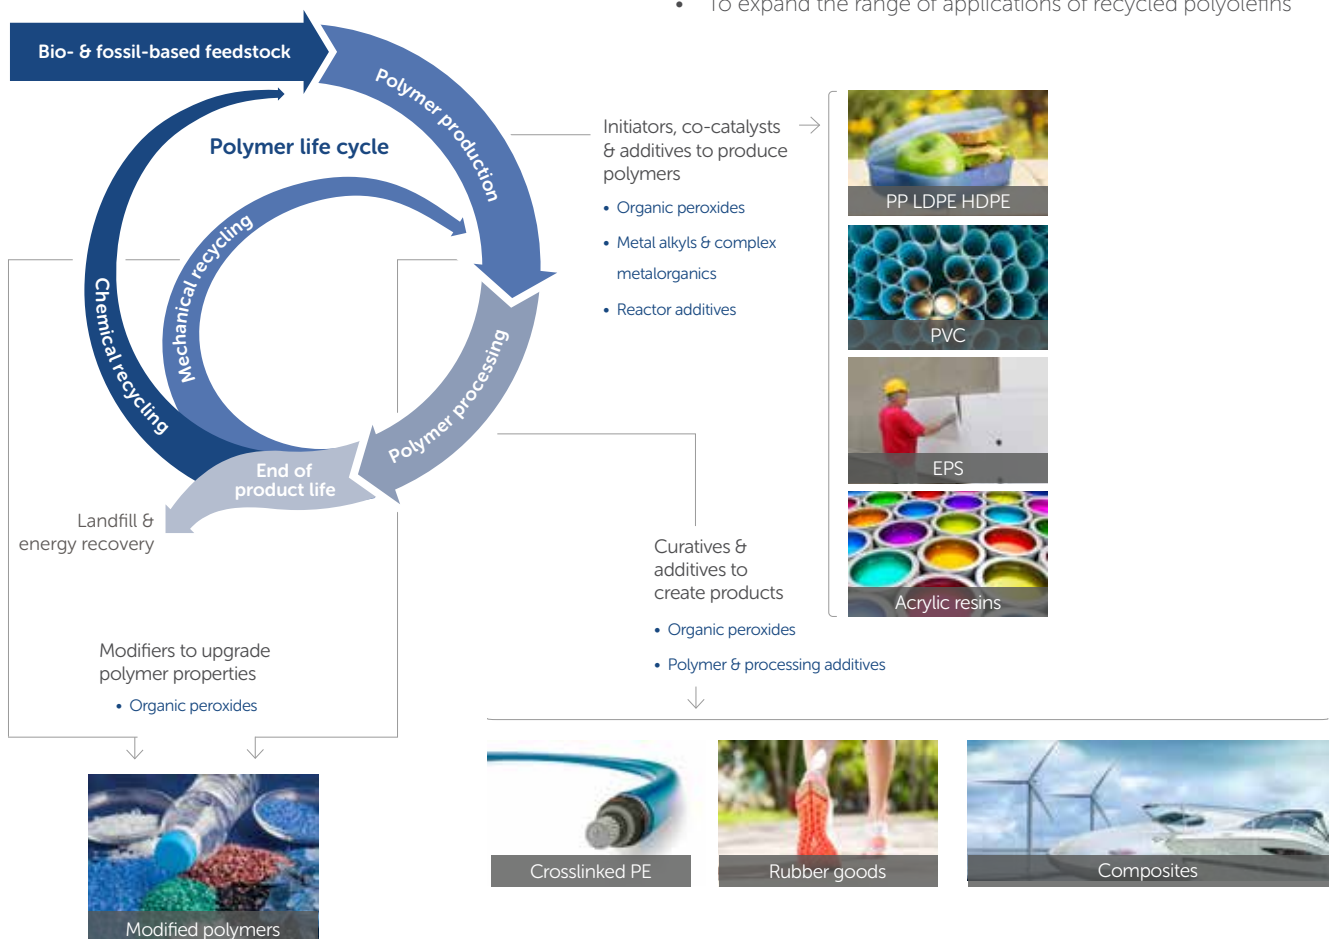 • To expand the range of applications of recycled polyolefins
Bio- & fossil-based feedstock
Polymer production
Polymer life cycle
Mechanical recycling
Chemical recycling
Polymer processing
End of
product life
Landfill &
energy recovery
Initiators, co-catalysts
& additives to produce
polymers
• Organic peroxides
• Metal alkyls & complex
metalorganics
• Reactor additives
PP LDPE HDPE
PVC
EPS
Acrylic resins
Curatives &
additives to
create products
• Organic peroxides
• Polymer & processing additives
Modifiers to upgrade
polymer properties
• Organic peroxides
Modified polymers
Crosslinked PE
Rubber goods
Composites